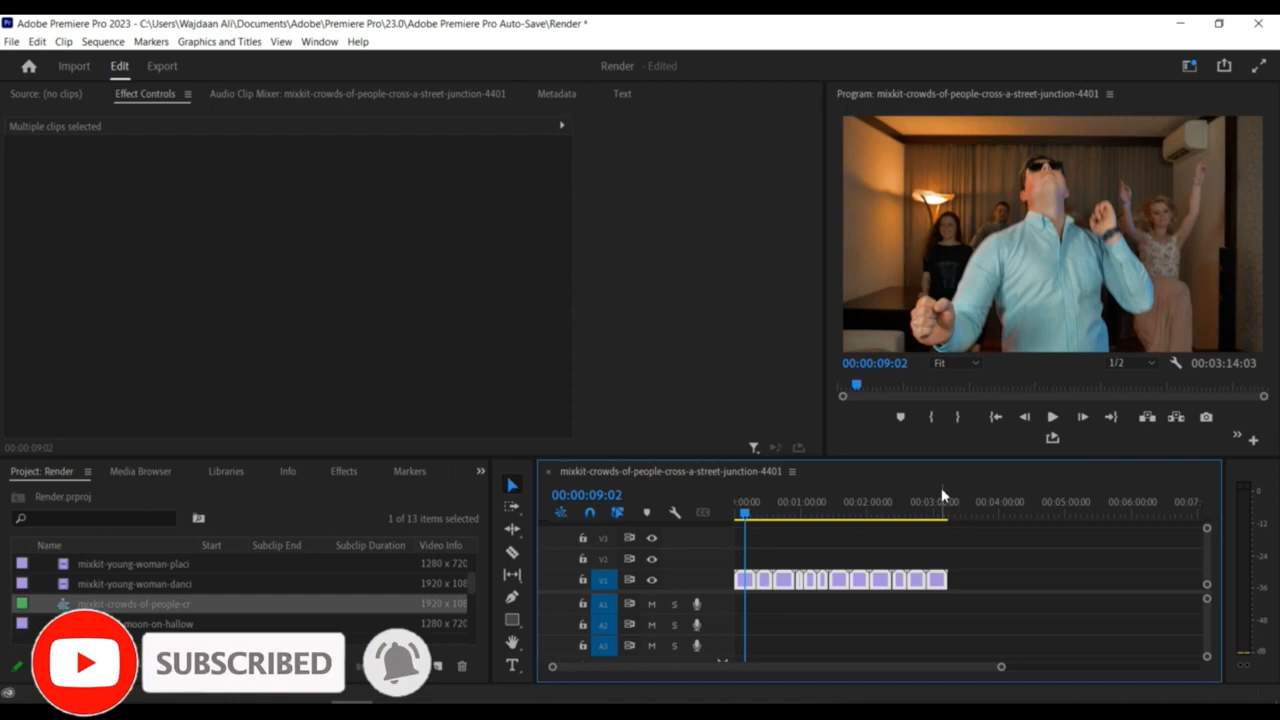 Adobe Premiere Pro 2023 - C:\Users\Wajdaan Ali\Documents\Adobe\Premiere Pro\23.0\Adobe Premiere Pro Auto-Save\Render *
File Edit Clip Sequence Markers Graphics and Titles View Window Help
Import Edit Export Render - Edited
Source: (no clips) Effect Controls Audio Clip Mixer: mixkit-crowds-of-people-cross-a-street-junction-4401 Metadata Text
Program: mixkit-crowds-of-people-cross-a-street-junction-4401
Multiple clips selected
00:00:09:02 Fit 1/2 00:03:14:03
00:00:09:02
Project: Render Media Browser Libraries Info Effects Markers
mixkit-crowds-of-people-cross-a-street-junction-4401
Render.prproj
00:00:09:02
:00:00 00:01:00:00 00:02:00:00 00:03:00:00 00:04:00:00 00:05:00:00 00:06:00:00 00:07
1 of 13 items selected
Name Start Subclip End Subclip Duration Video Info
mixkit-young-woman-placi 1280 x 720
mixkit-young-woman-danci 1920 x 108
mixkit-crowds-of-people-cr 1920 x 108
moon-on-hallow 1280 x 720
V3
V2
V1
A1 M S
A2 M S
A3 M S
0
-12
-24
-36
-48
dB
SUBSCRIBED